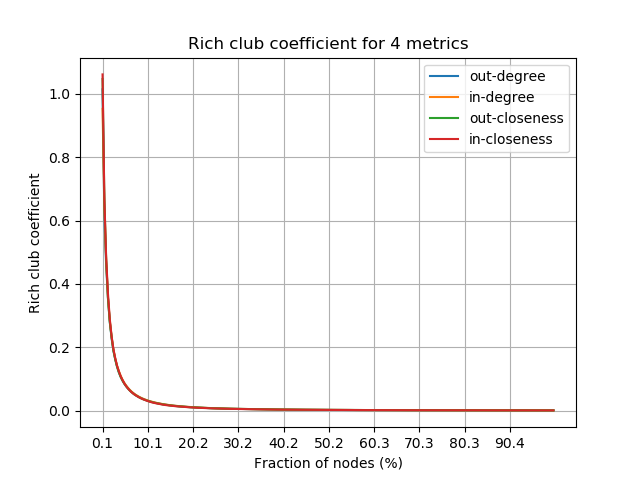 Rich club coefficient for 4 metrics
out-degree
in-degree
out-closeness
in-closeness
Rich club coefficient
1.0
0.8
0.6
0.4
0.2
0.0
0.1 10.1 20.2 30.2 40.2 50.2 60.3 70.3 80.3 90.4
Fraction of nodes (%)